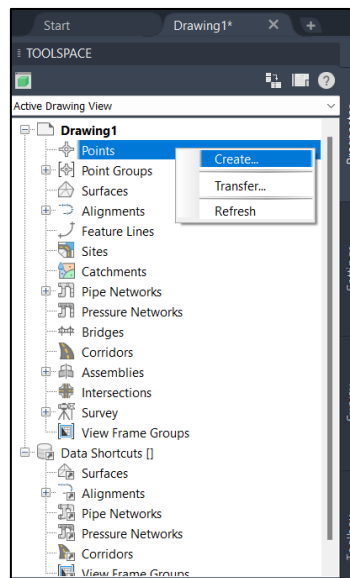 Start
Drawing1*
TOOLSPACE
Active Drawing View
Drawing1
Points
Create...
Point Groups
Transfer...
Surfaces
Alignments
Refresh
Feature Lines
Sites
Catchments
Pipe Networks
Pressure Networks
Bridges
Corridors
Assemblies
Intersections
Survey
View Frame Groups
Data Shortcuts []
Surfaces
Alignments
Pipe Networks
Pressure Networks
Corridors
View Frame Groups